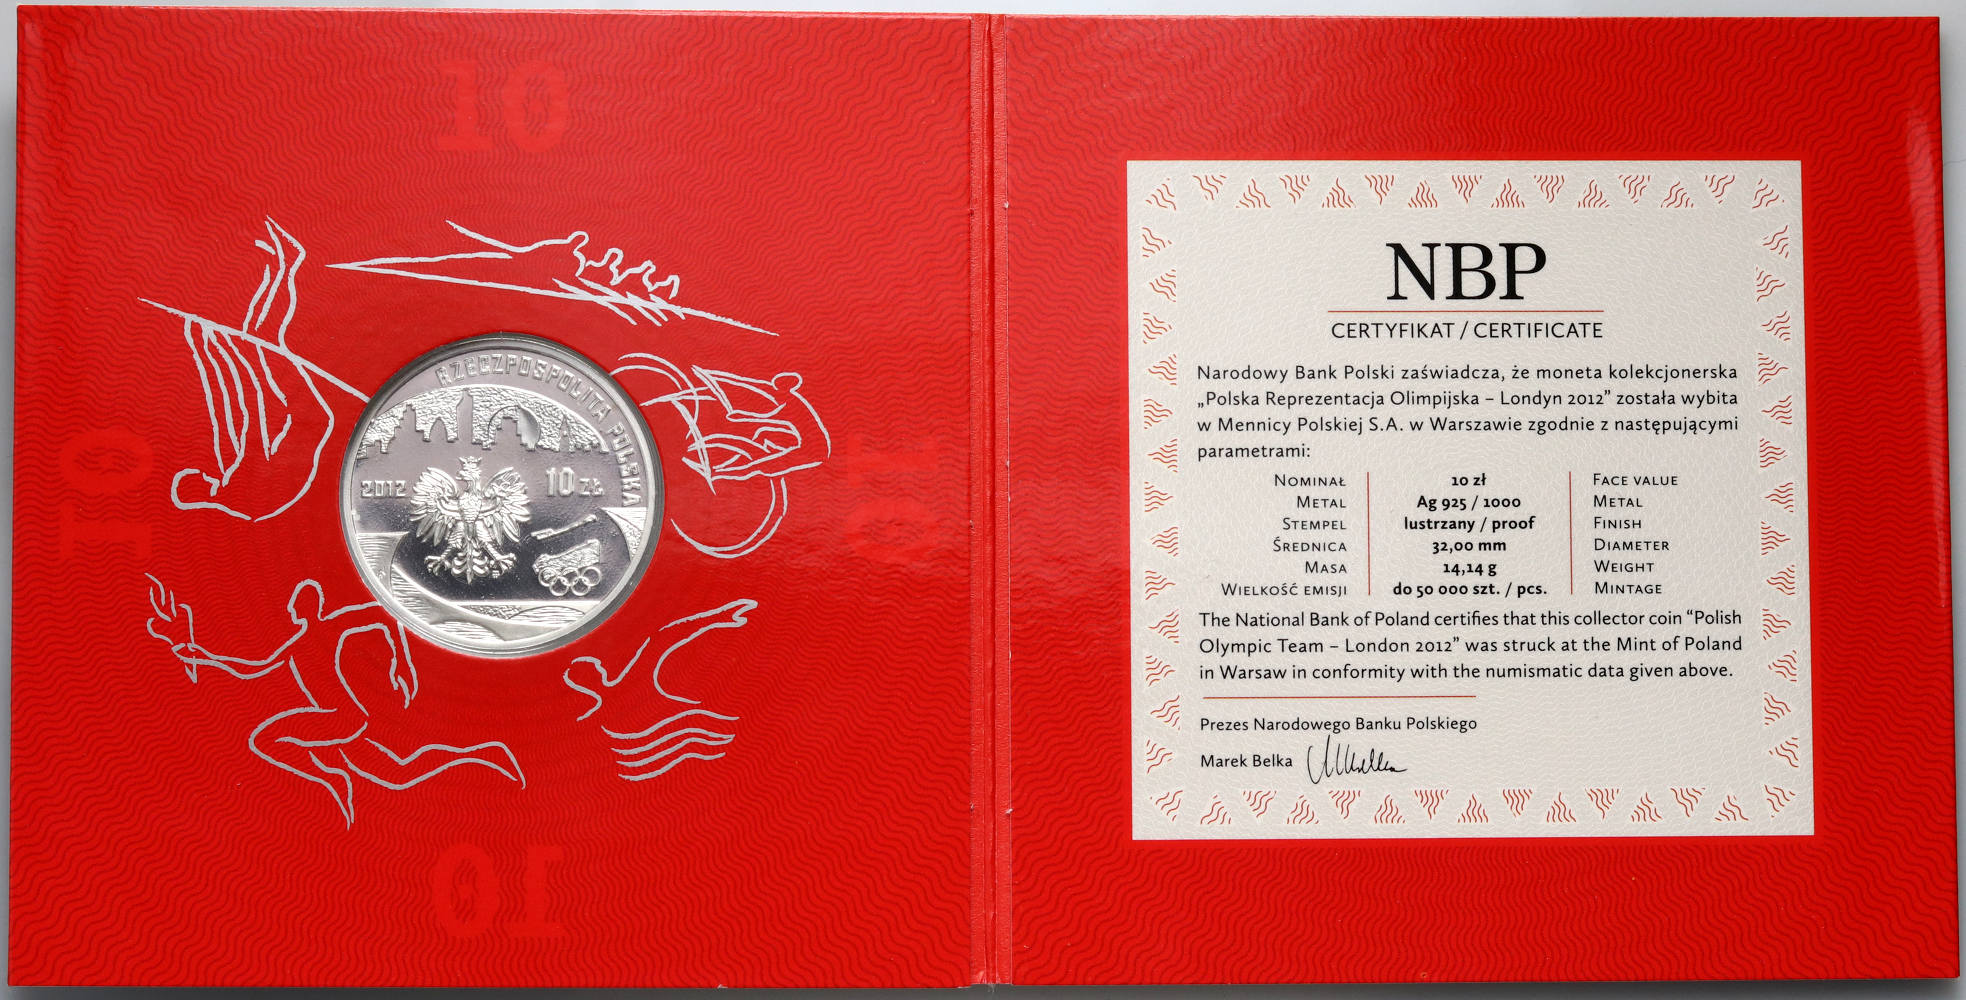 10
10
10
10
RZECZPOSPOLITA POLSKA
2012
10 ZŁ
NBP
CERTYFIKAT / CERTIFICATE
Narodowy Bank Polski zaświadcza, że moneta kolekcjonerska
„Polska Reprezentacja Olimpijska – Londyn 2012” została wybita
w Mennicy Polskiej S.A. w Warszawie zgodnie z następującymi
parametrami:
NOMINAŁ 10 zł FACE VALUE
METAL Ag 925 / 1000 METAL
STEMPEL lustrzany / proof FINISH
ŚREDNICA 32,00 mm DIAMETER
MASA 14,14 g WEIGHT
WIELKOŚĆ EMISJI do 50 000 szt. / pcs. MINTAGE
The National Bank of Poland certifies that this collector coin “Polish
Olympic Team – London 2012” was struck at the Mint of Poland
in Warsaw in conformity with the numismatic data given above.
Prezes Narodowego Banku Polskiego
Marek Belka